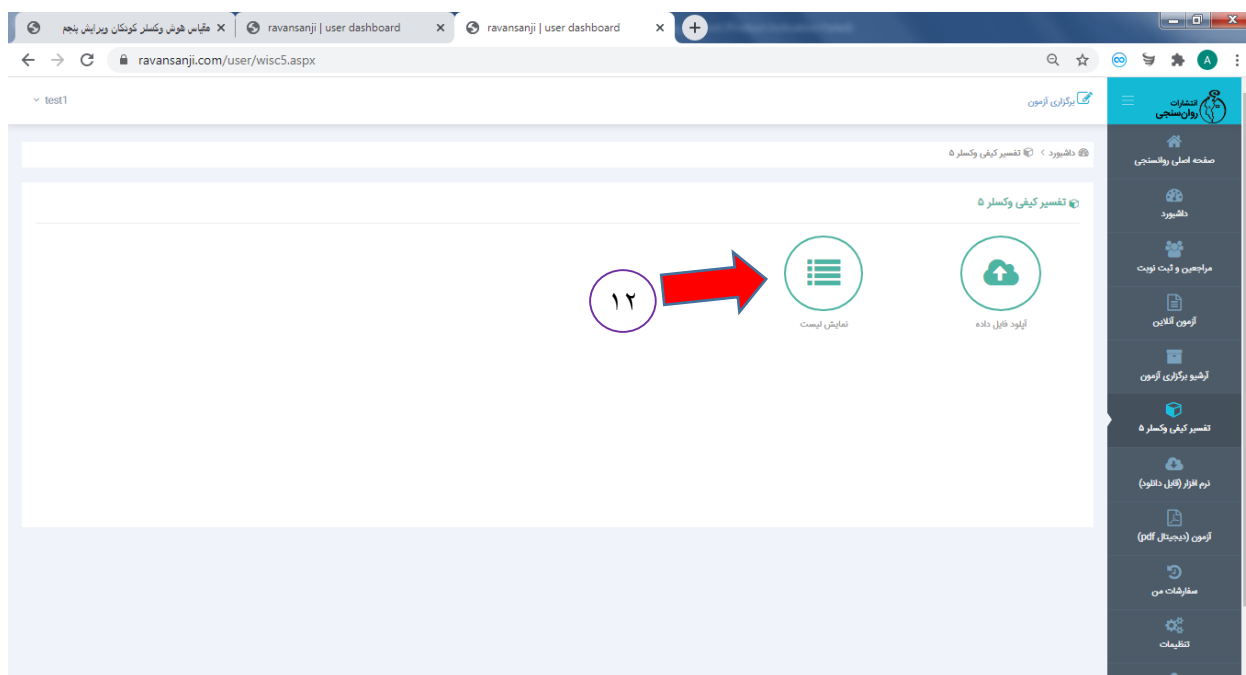 مقیاس هوش وکسلر کودکان ویرایش پنجم
ravansanji | user dashboard
ravansanji | user dashboard
ravansanji.com/user/wisc5.aspx
A
test1
برگزاری آزمون
انتشارات
روان‌سنجی
داشبورد > تفسیر کیفی وکسلر ۵
تفسیر کیفی وکسلر ۵
۱۲
آپلود فایل داده
نمایش لیست
صفحه اصلی روانسنجی
داشبورد
مراجعین و ثبت نوبت
آزمون آنلاین
آرشیو برگزاری آزمون
تفسیر کیفی وکسلر ۵
نرم افزار (قابل دانلود)
آزمون (دیجیتال pdf)
سفارشات من
تنظیمات